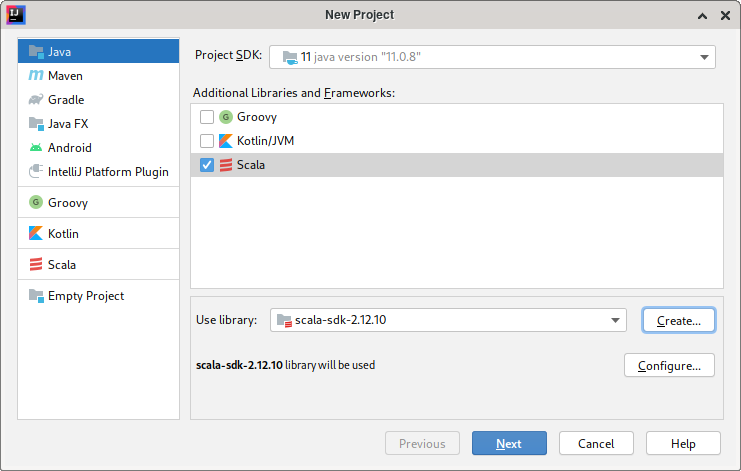 New Project
Java
Maven
Gradle
Java FX
Android
IntelliJ Platform Plugin
Groovy
Kotlin
Scala
Empty Project
Project SDK: 11 java version "11.0.8"
Additional Libraries and Frameworks:
Groovy
Kotlin/JVM
Scala
Use library: scala-sdk-2.12.10 Create...
scala-sdk-2.12.10 library will be used Configure...
Previous Next Cancel Help